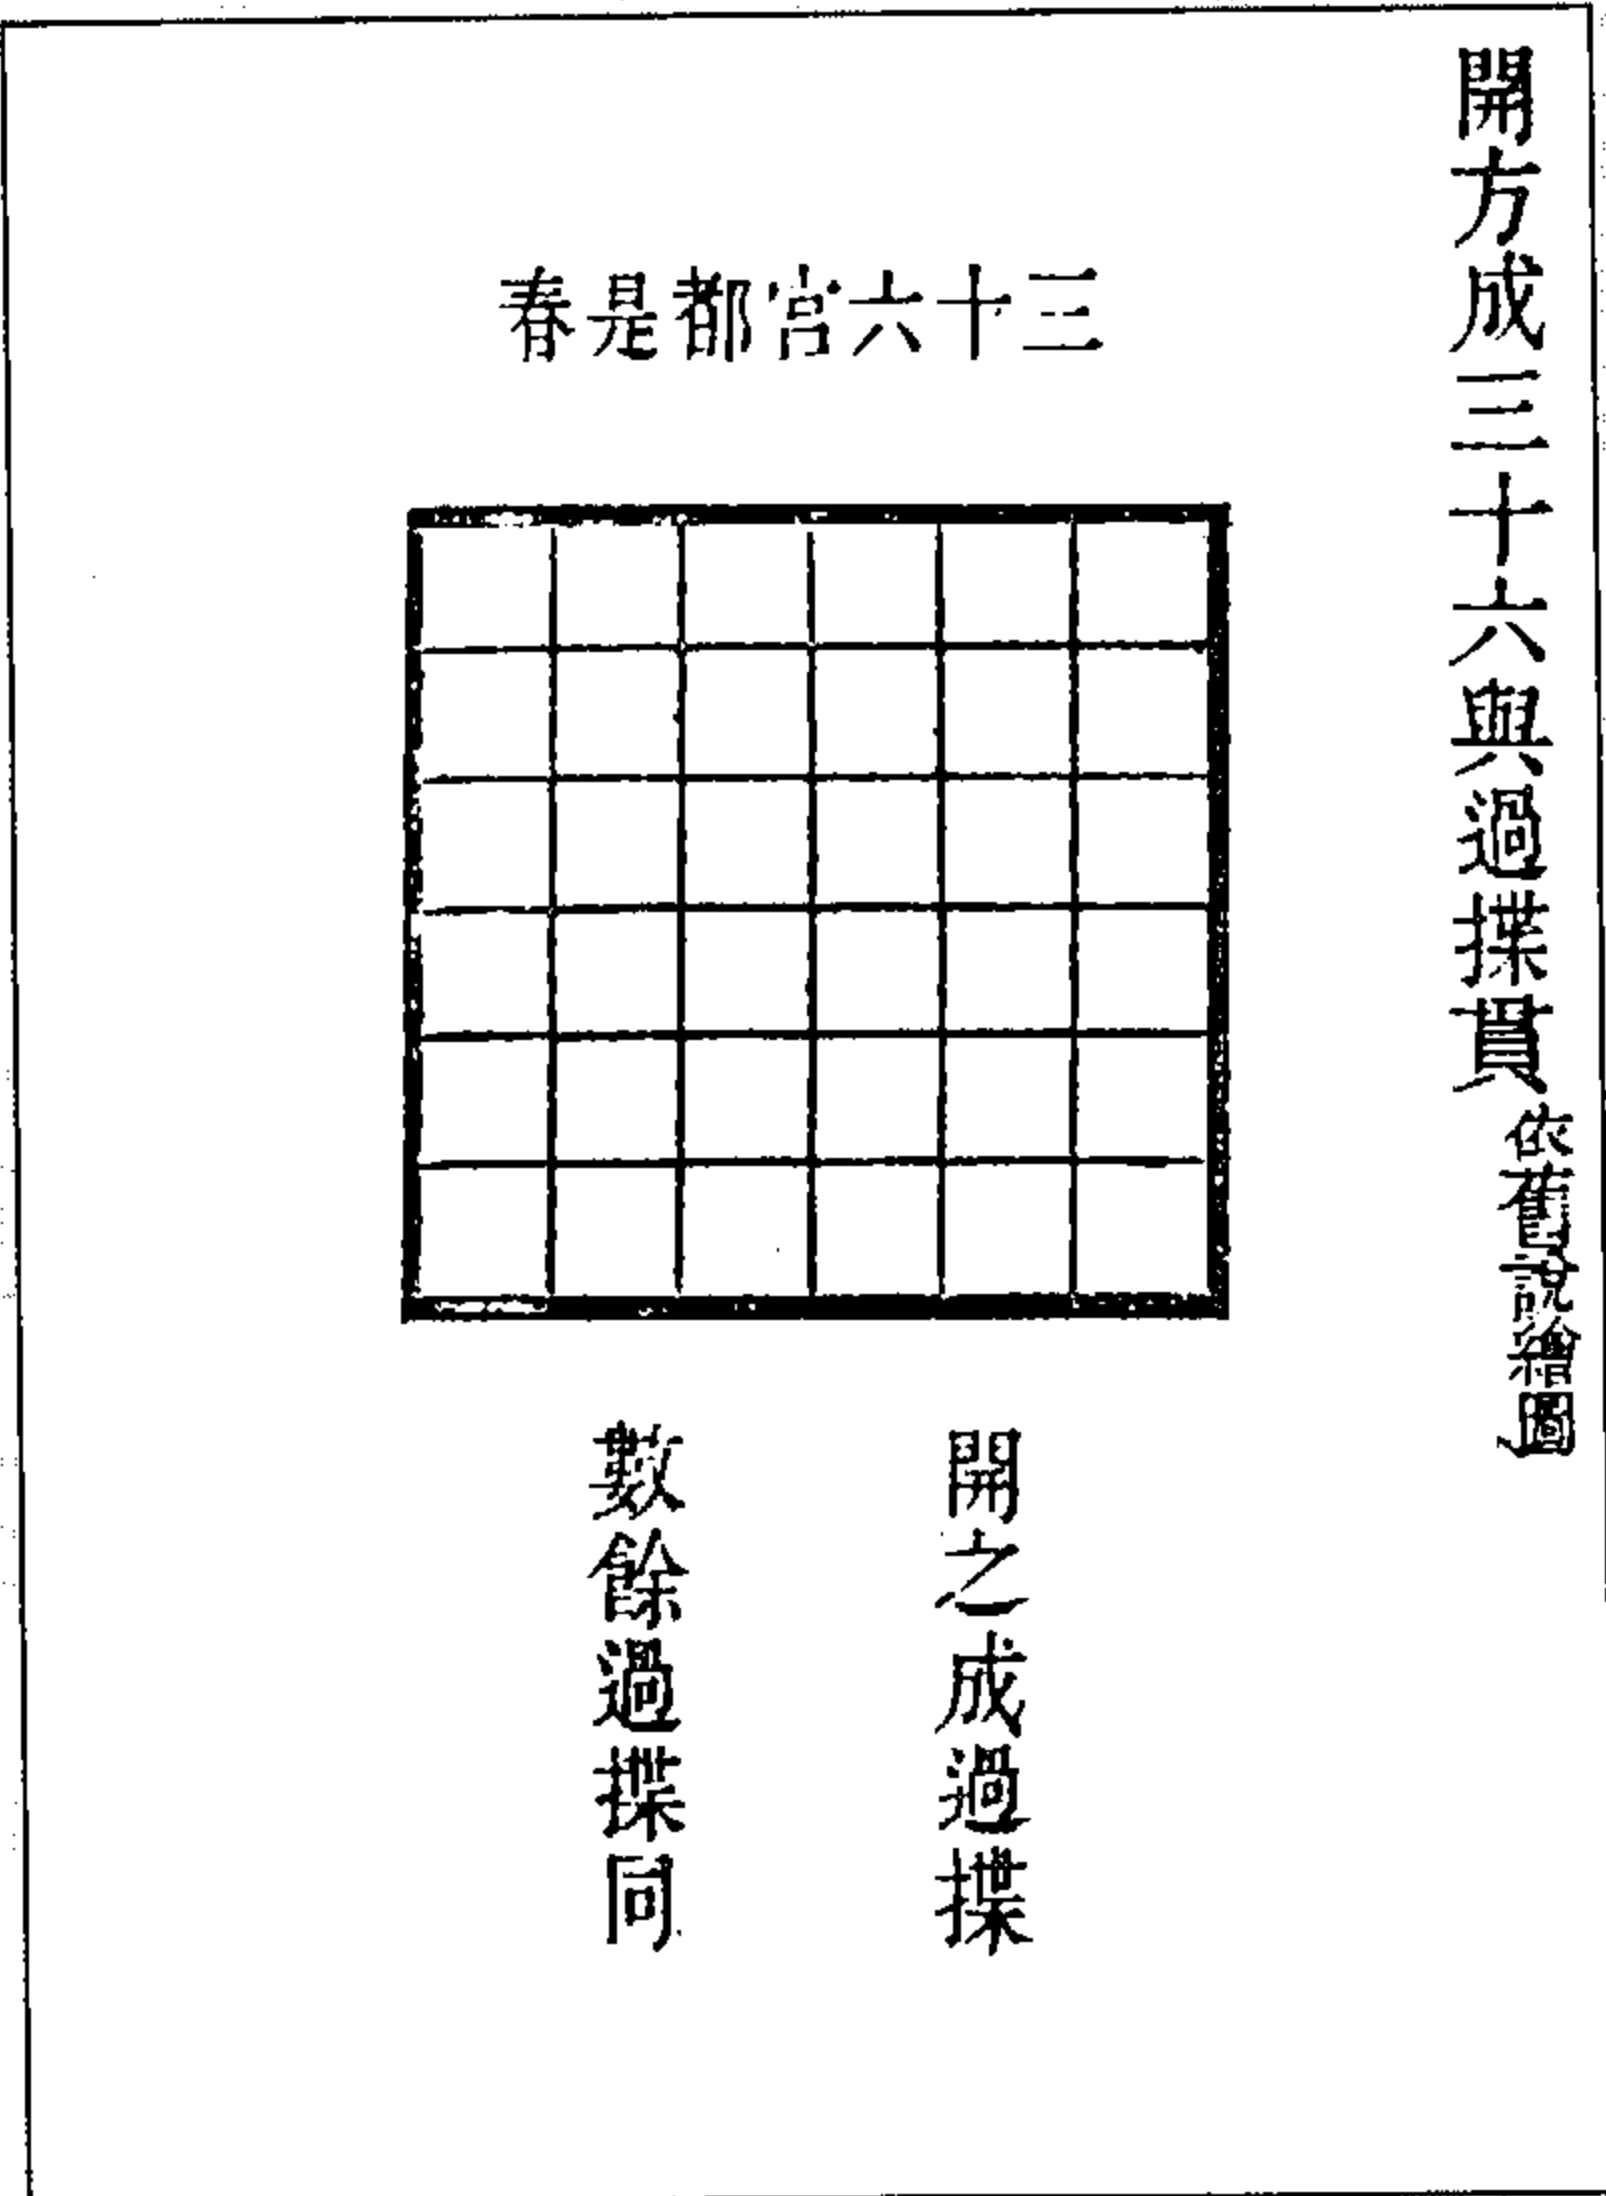 開方成三十六與過揲貫依舊說繪圖
三十六宮都是春
開之成過揲
數餘過揲同